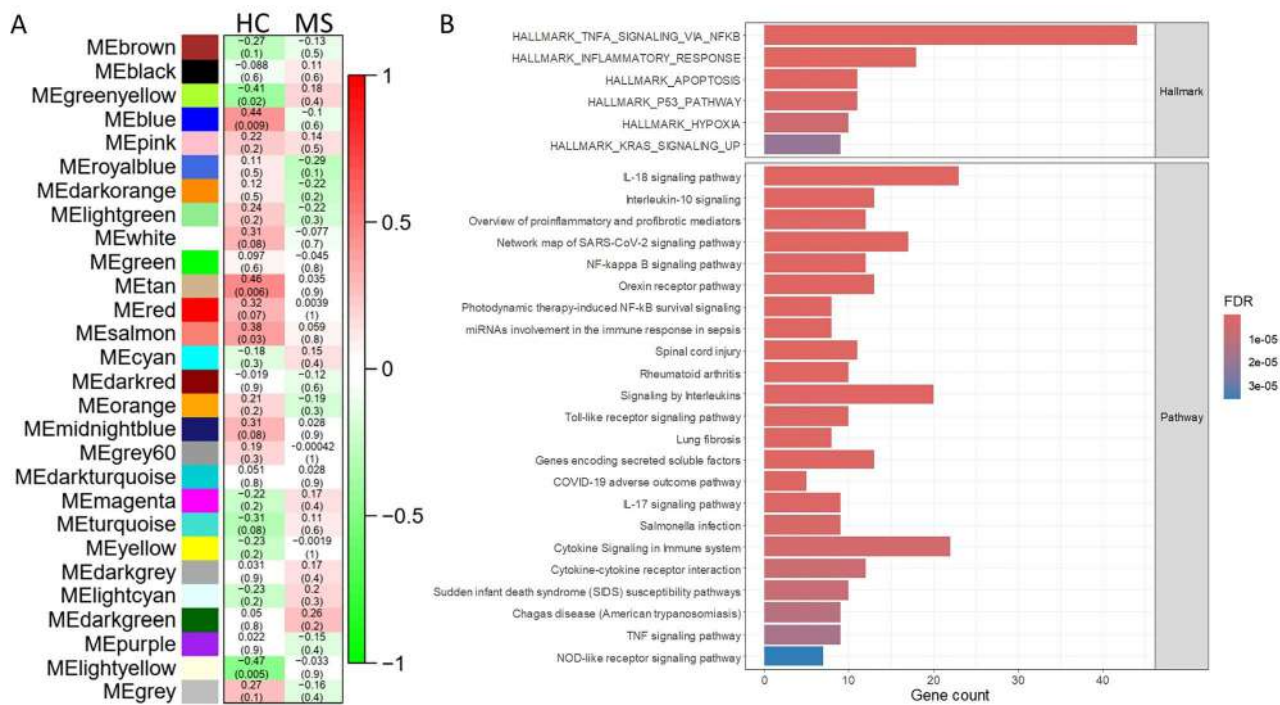 A
HC MS
MEbrown −0.27 −0.13
(0.1) (0.5)
MEblack −0.088 0.11
(0.6) (0.6)
MEgreenyellow −0.41 0.18
(0.02) (0.4)
MEblue 0.44 −0.1
(0.009) (0.6)
MEpink 0.22 0.14
(0.2) (0.5)
MEroyalblue 0.11 −0.29
(0.5) (0.1)
MEdarkorange 0.12 −0.22
(0.5) (0.2)
MElightgreen 0.24 −0.22
(0.2) (0.3)
MEwhite 0.31 −0.077
(0.08) (0.7)
MEgreen 0.097 −0.045
(0.6) (0.8)
MEtan 0.46 0.035
(0.006) (0.9)
MEred 0.32 0.0039
(0.07) (1)
MEsalmon 0.38 0.059
(0.03) (0.8)
MEcyan −0.18 0.15
(0.3) (0.4)
MEdarkred −0.019 −0.12
(0.9) (0.6)
MEorange 0.21 −0.19
(0.2) (0.3)
MEmidnightblue 0.31 0.028
(0.08) (0.9)
MEgrey60 0.19 −0.00042
(0.3) (1)
MEdarkturquoise 0.051 0.028
(0.8) (0.9)
MEmagenta −0.22 0.17
(0.2) (0.4)
MEturquoise −0.31 0.11
(0.08) (0.6)
MEyellow −0.23 −0.0019
(0.2) (1)
MEdarkgrey 0.031 0.17
(0.9) (0.4)
MElightcyan −0.23 0.2
(0.2) (0.3)
MEdarkgreen 0.05 0.26
(0.8) (0.2)
MEpurple 0.022 −0.15
(0.9) (0.4)
MElightyellow −0.47 −0.033
(0.005) (0.9)
MEgrey 0.27 −0.16
(0.1) (0.4)
1
0.5
0
−0.5
−1
B
HALLMARK_TNFA_SIGNALING_VIA_NFKB
HALLMARK_INFLAMMATORY_RESPONSE
HALLMARK_APOPTOSIS
HALLMARK_P53_PATHWAY
HALLMARK_HYPOXIA
HALLMARK_KRAS_SIGNALING_UP
Hallmark
IL-18 signaling pathway
Interleukin-10 signaling
Overview of proinflammatory and profibrotic mediators
Network map of SARS-CoV-2 signaling pathway
NF-kappa B signaling pathway
Orexin receptor pathway
Photodynamic therapy-induced NF-kB survival signaling
miRNAs involvement in the immune response in sepsis
Spinal cord injury
Rheumatoid arthritis
Signaling by Interleukins
Toll-like receptor signaling pathway
Lung fibrosis
Genes encoding secreted soluble factors
COVID-19 adverse outcome pathway
IL-17 signaling pathway
Salmonella infection
Cytokine Signaling in Immune system
Cytokine-cytokine receptor interaction
Sudden infant death syndrome (SIDS) susceptibility pathways
Chagas disease (American trypanosomiasis)
TNF signaling pathway
NOD-like receptor signaling pathway
Pathway
0 10 20 30 40
Gene count
FDR
1e-05
2e-05
3e-05